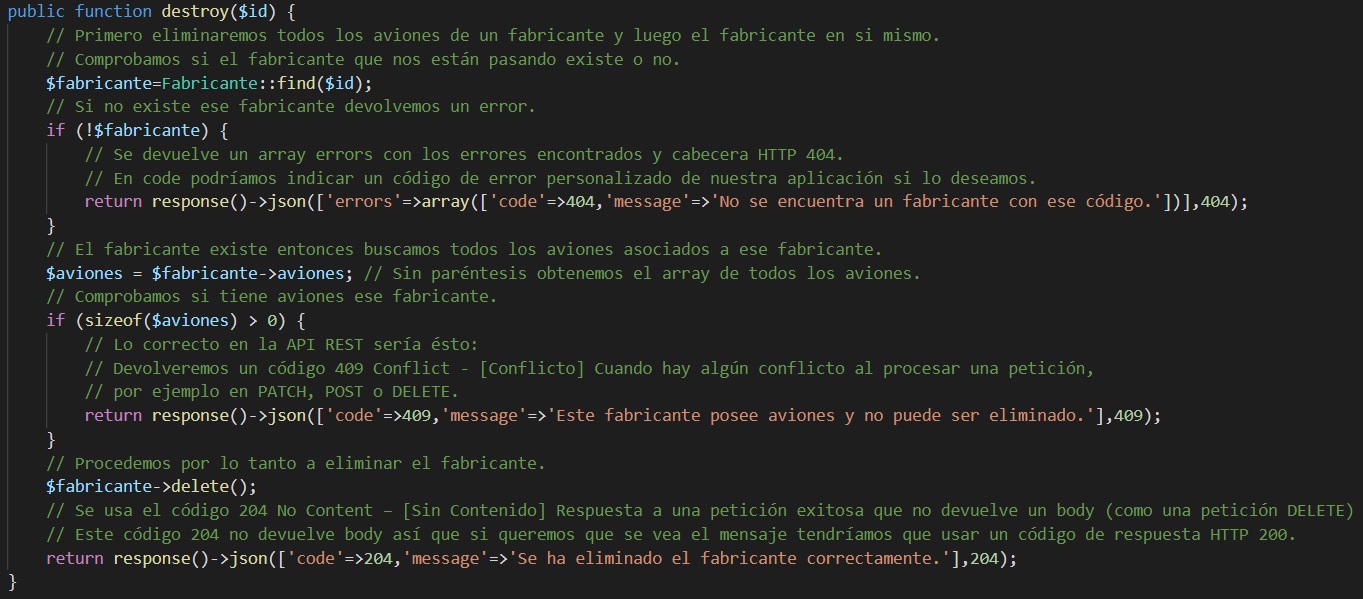 public function destroy($id) {
// Primero eliminaremos todos los aviones de un fabricante y luego el fabricante en si mismo.
// Comprobamos si el fabricante que nos están pasando existe o no.
$fabricante=Fabricante::find($id);
// Si no existe ese fabricante devolvemos un error.
if (!$fabricante) {
// Se devuelve un array errors con los errores encontrados y cabecera HTTP 404.
// En code podríamos indicar un código de error personalizado de nuestra aplicación si lo deseamos.
return response()->json(['errors'=>array(['code'=>404,'message'=>'No se encuentra un fabricante con ese código.'])],404);
}
// El fabricante existe entonces buscamos todos los aviones asociados a ese fabricante.
$aviones = $fabricante->aviones; // Sin paréntesis obtenemos el array de todos los aviones.
// Comprobamos si tiene aviones ese fabricante.
if (sizeof($aviones) > 0) {
// Lo correcto en la API REST sería ésto:
// Devolveremos un código 409 Conflict - [Conflicto] Cuando hay algún conflicto al procesar una petición,
// por ejemplo en PATCH, POST o DELETE.
return response()->json(['code'=>409,'message'=>'Este fabricante posee aviones y no puede ser eliminado.'],409);
}
// Procedemos por lo tanto a eliminar el fabricante.
$fabricante->delete();
// Se usa el código 204 No Content – [Sin Contenido] Respuesta a una petición exitosa que no devuelve un body (como una petición DELETE)
// Este código 204 no devuelve body así que si queremos que se vea el mensaje tendríamos que usar un código de respuesta HTTP 200.
return response()->json(['code'=>204,'message'=>'Se ha eliminado el fabricante correctamente.'],204);
}